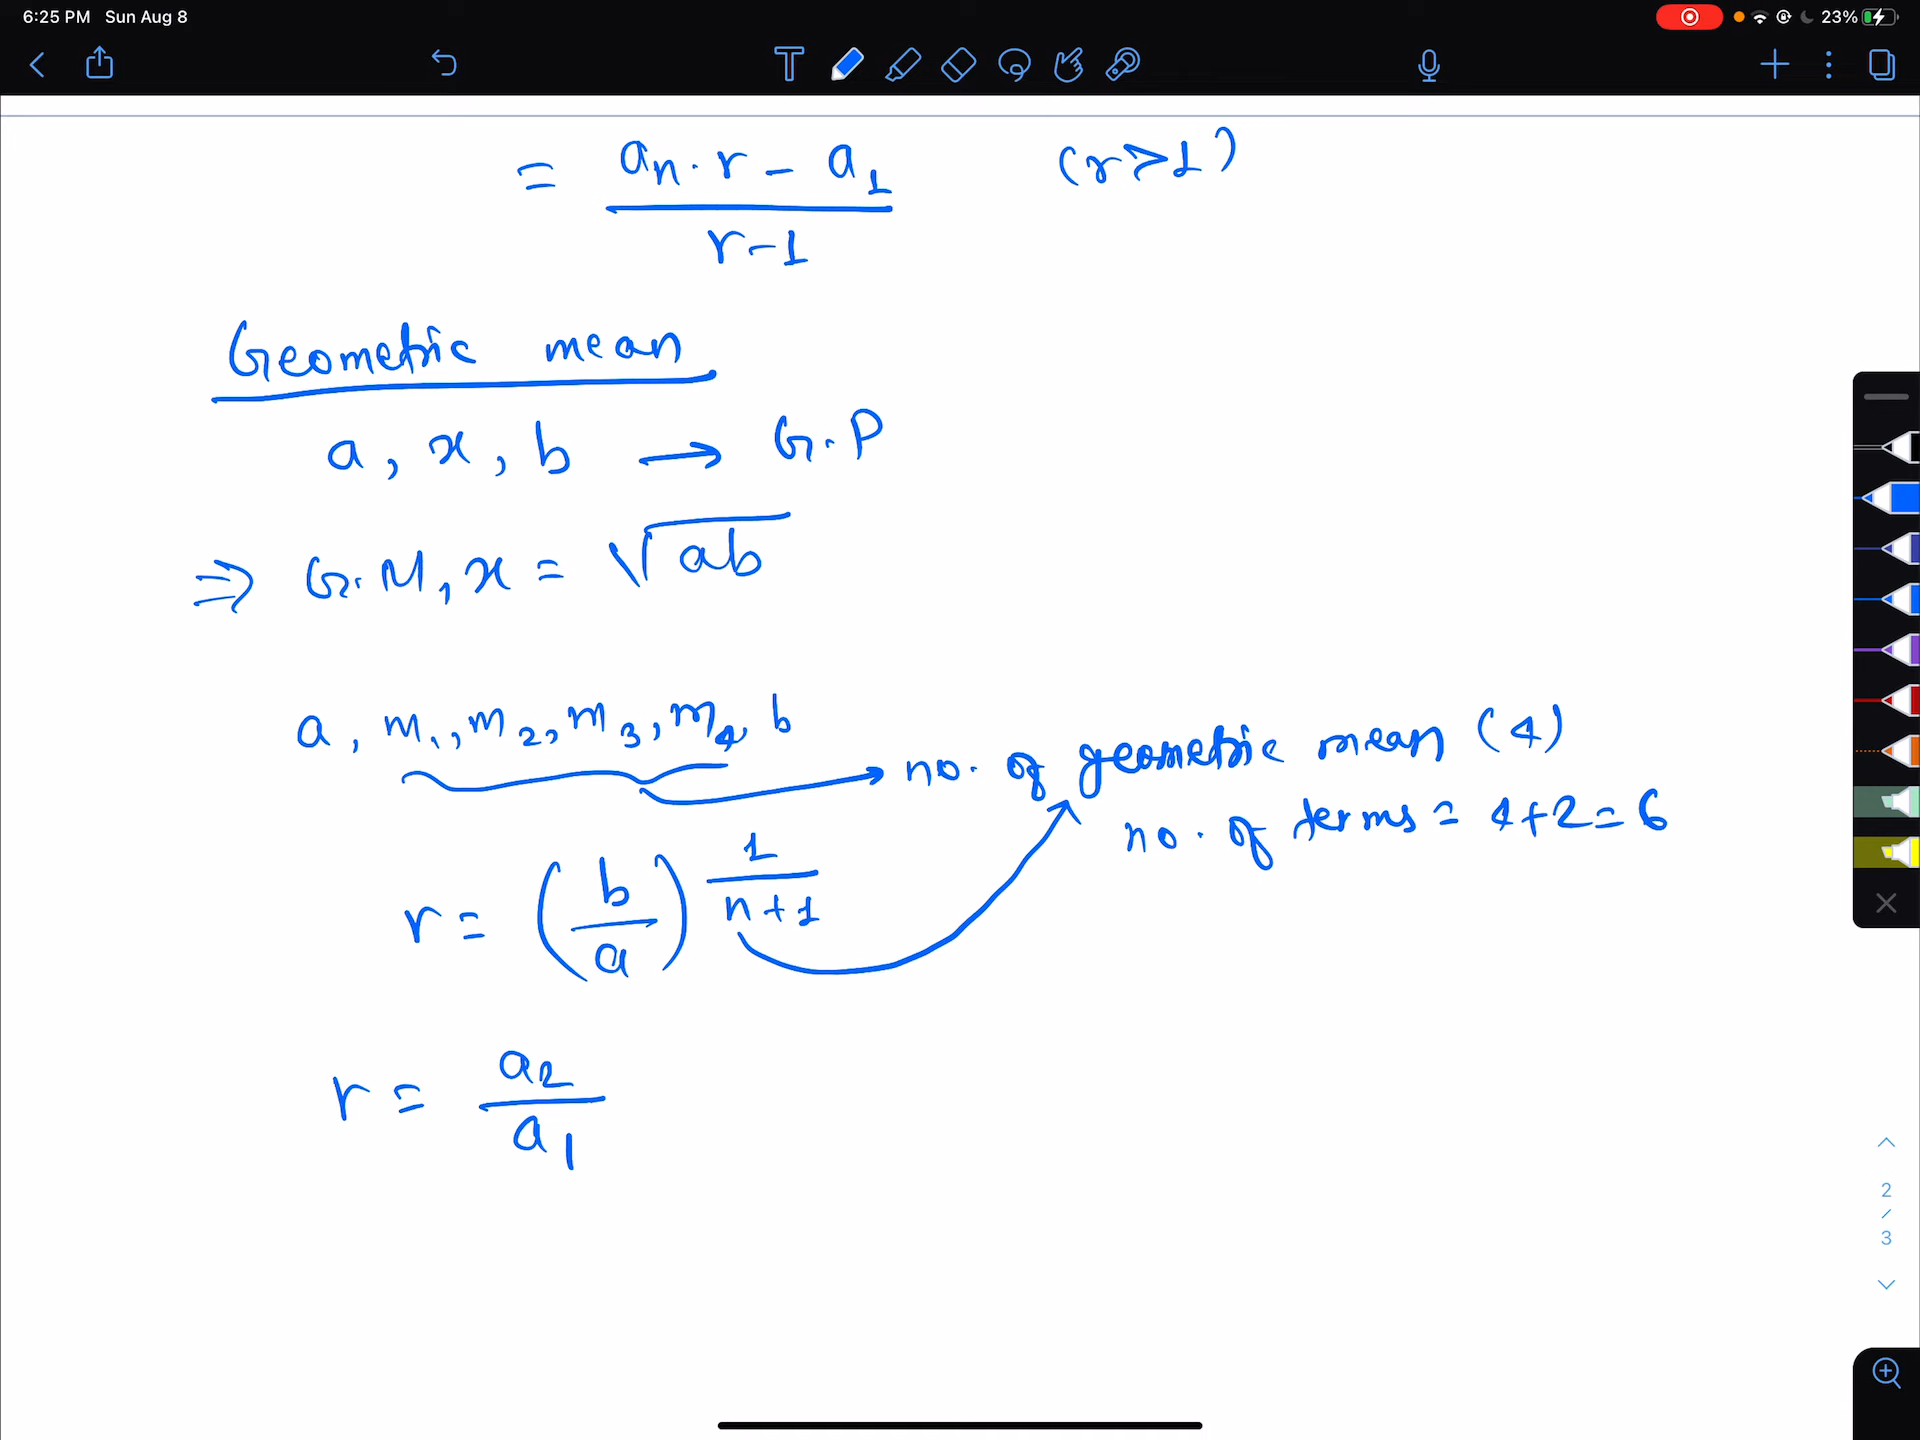 6:25 PM Sun Aug 8 23%
= (aₙ · r - a₁) / (r-1) (r>1)
Geometric mean
a, x, b → G.P
⇒ G.M, x = √ab
a, m₁, m₂, m₃, m₄, b
no. of geometric mean (4)
no. of terms = 4+2=6
r = (b/a)^(1/(n+1))
r = a₂/a₁
2
/
3